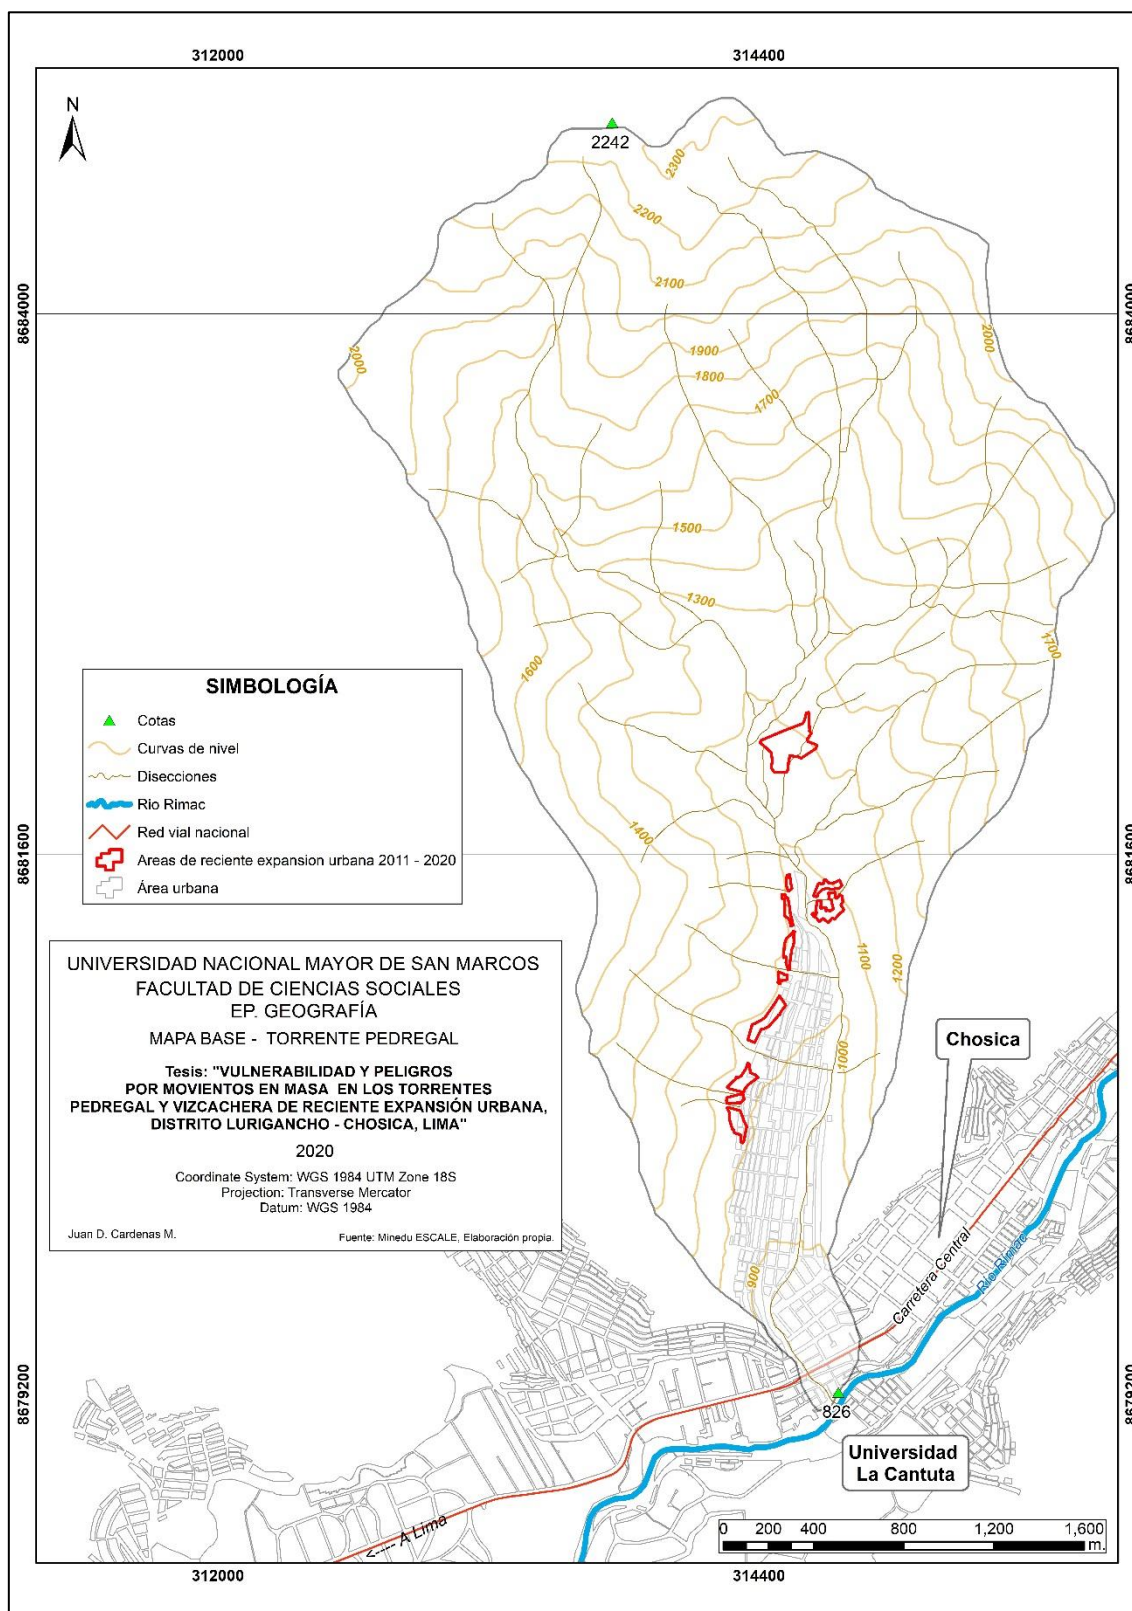 312000
314400
N
2242
2300
2200
2100
8684000
8684000
2000
2000
1900
1800
1700
1500
1300
1600
1700
SIMBOLOGÍA
Cotas
Curvas de nivel
Disecciones
Rio Rimac
Red vial nacional
Areas de reciente expansion urbana 2011 - 2020
Área urbana
1400
8681600
8681600
1100
1200
1000
900
UNIVERSIDAD NACIONAL MAYOR DE SAN MARCOS
FACULTAD DE CIENCIAS SOCIALES
EP. GEOGRAFÍA
MAPA BASE - TORRENTE PEDREGAL
Tesis: "VULNERABILIDAD Y PELIGROS
POR MOVIENTOS EN MASA EN LOS TORRENTES
PEDREGAL Y VIZCACHERA DE RECIENTE EXPANSIÓN URBANA,
DISTRITO LURIGANCHO - CHOSICA, LIMA"
2020
Coordinate System: WGS 1984 UTM Zone 18S
Projection: Transverse Mercator
Datum: WGS 1984
Juan D. Cardenas M.
Fuente: Minedu ESCALE, Elaboración propia.
Chosica
Carretera Central
Río Rimac
8679200
8679200
826
Universidad
La Cantuta
<---- A Lima
0 200 400 800 1,200 1,600
m.
312000
314400